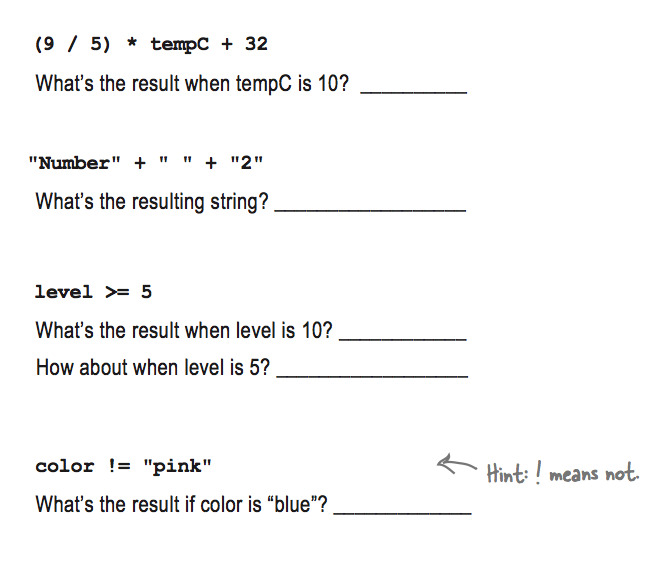 (9 / 5) * tempC + 32
What's the result when tempC is 10? __________
"Number" + " " + "2"
What's the resulting string? __________________
level >= 5
What's the result when level is 10? ____________
How about when level is 5? __________________
color != "pink"
Hint: ! means not.
What's the result if color is “blue”? _____________